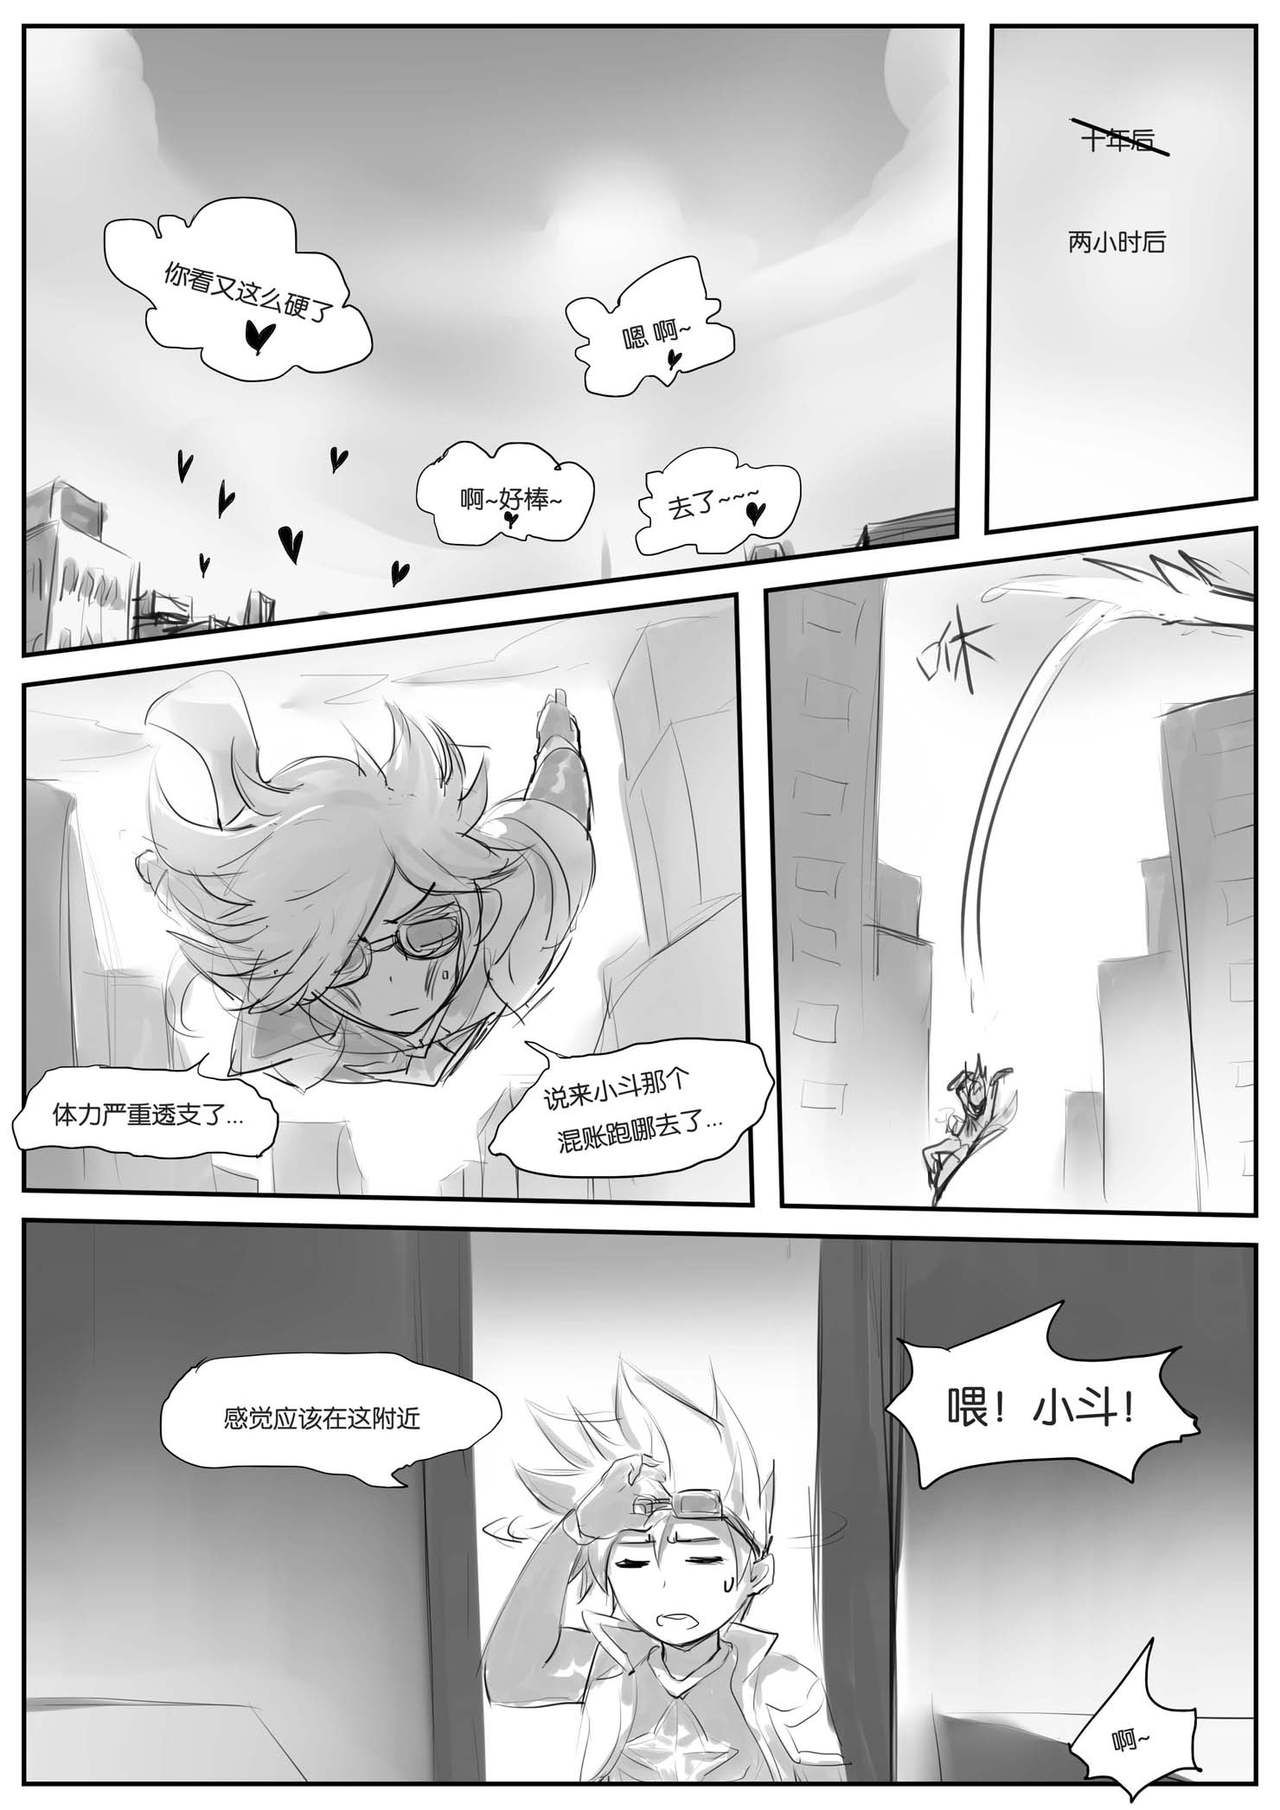 十年后
两小时后
你看又这么硬了
嗯 啊~
啊~好棒~
去了~~~
咻
说来小斗那个
混账跑哪去了...
体力严重透支了...
喂！小斗！
感觉应该在这附近
啊~